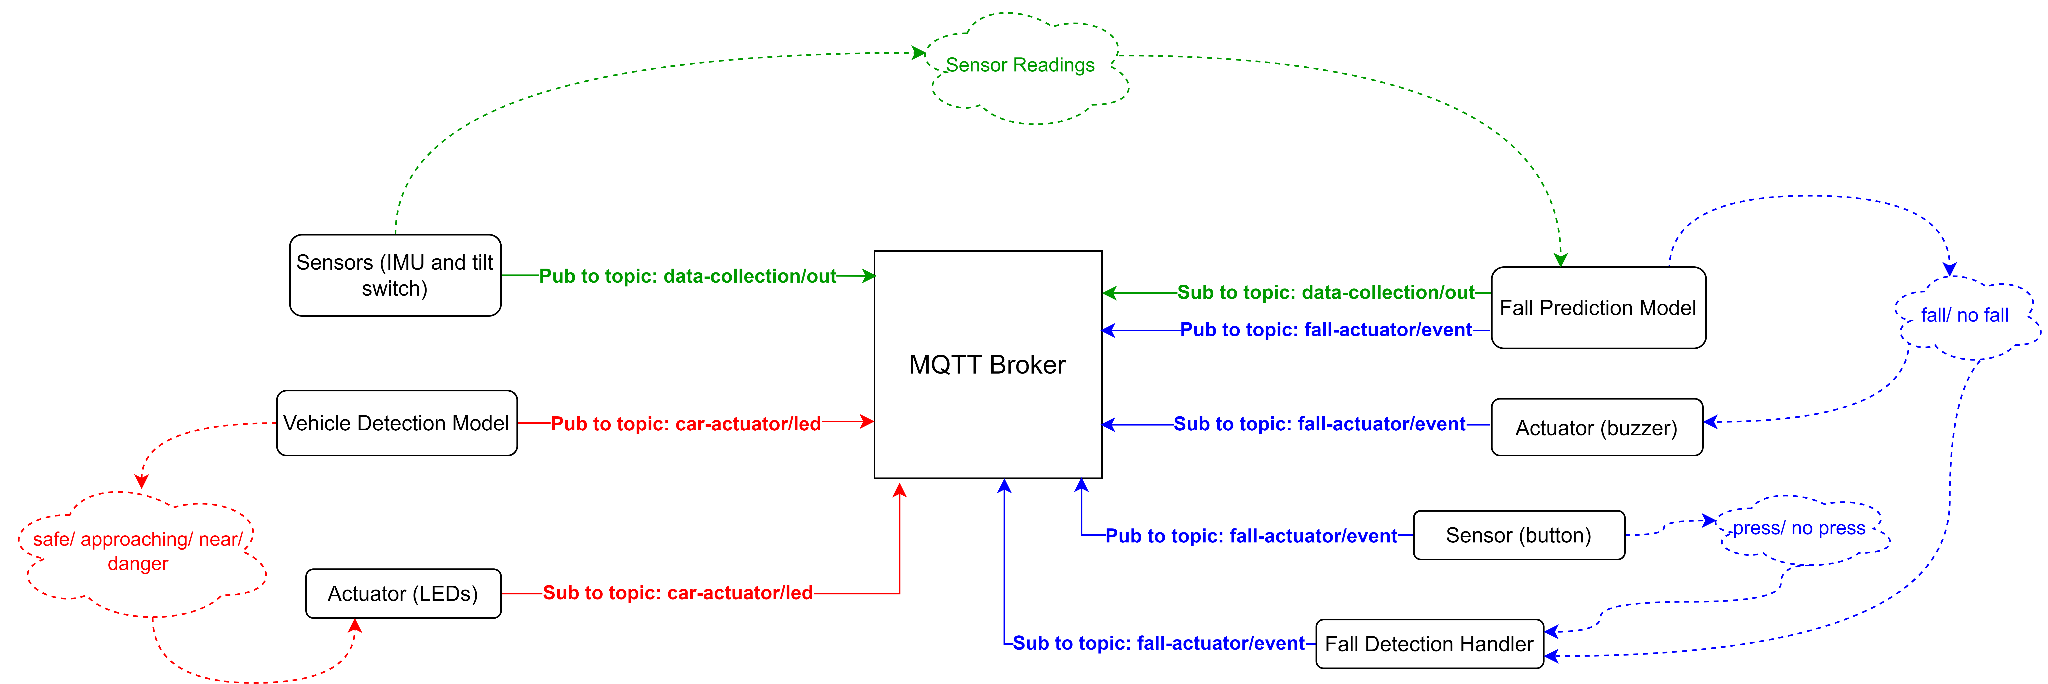 Sensor Readings
Sensors (IMU and tilt
switch)
Pub to topic: data-collection/out
MQTT Broker
Sub to topic: data-collection/out
Pub to topic: fall-actuator/event
Fall Prediction Model
fall/ no fall
Vehicle Detection Model
Pub to topic: car-actuator/led
Sub to topic: fall-actuator/event
Actuator (buzzer)
safe/ approaching/ near/
danger
Actuator (LEDs)
Sub to topic: car-actuator/led
Pub to topic: fall-actuator/event
Sensor (button)
press/ no press
Sub to topic: fall-actuator/event
Fall Detection Handler